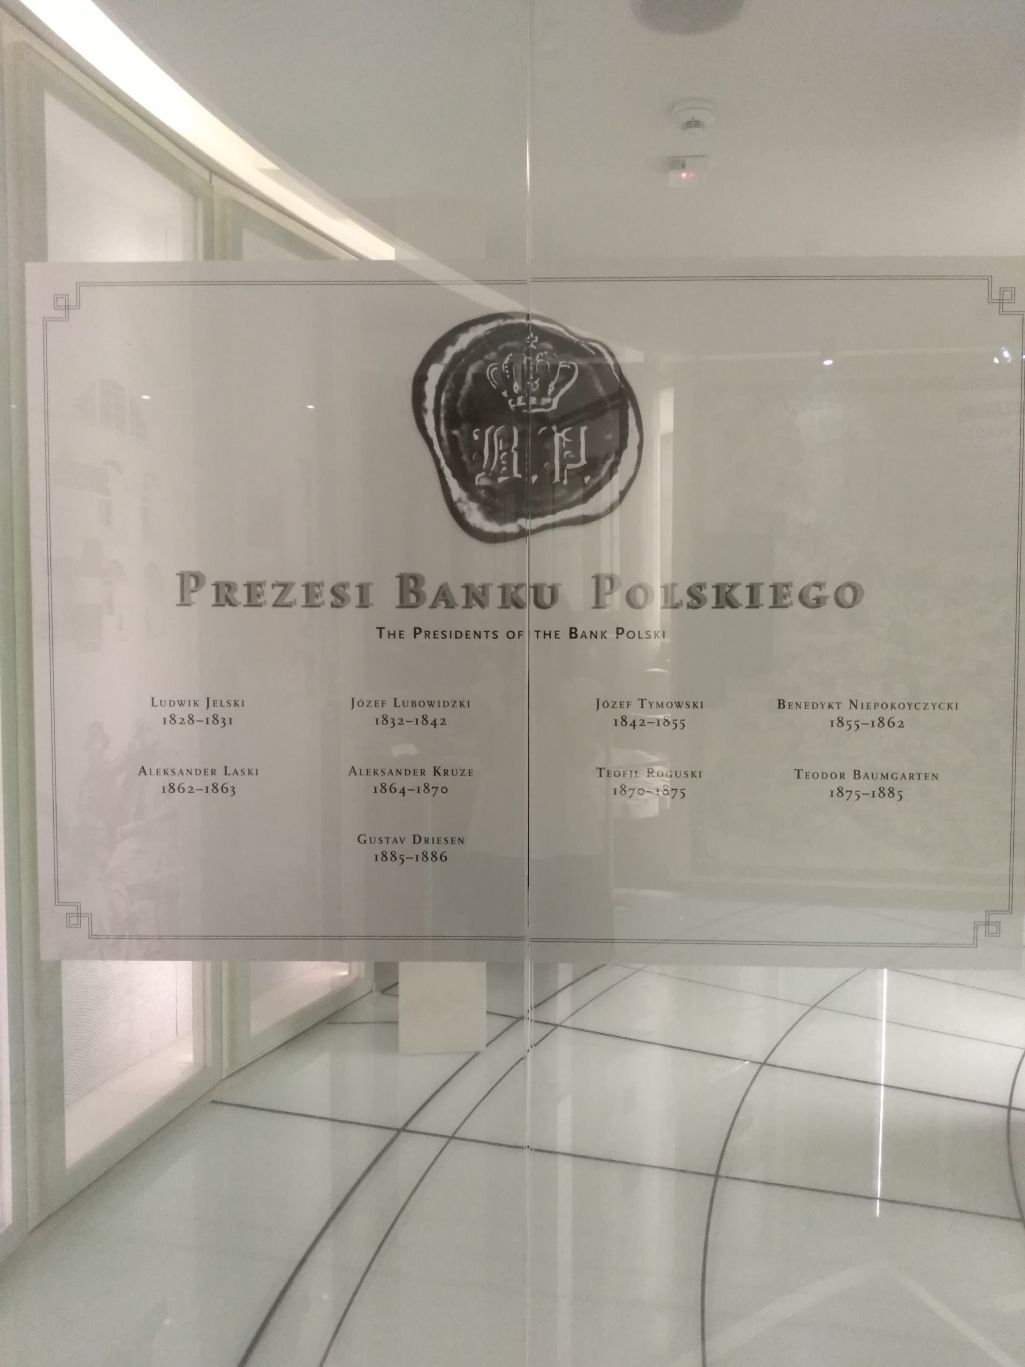 B. P.
Prezesi Banku Polskiego
The Presidents of the Bank Polski
Ludwik Jelski
1828–1831
Józef Lubowidzki
1832–1842
Józef Tymowski
1842–1855
Benedykt Niepokoyczycki
1855–1862
Aleksander Laski
1862–1863
Aleksander Kruze
1864–1870
Teofil Roguski
1870–1875
Teodor Baumgarten
1875–1885
Gustav Driesen
1885–1886